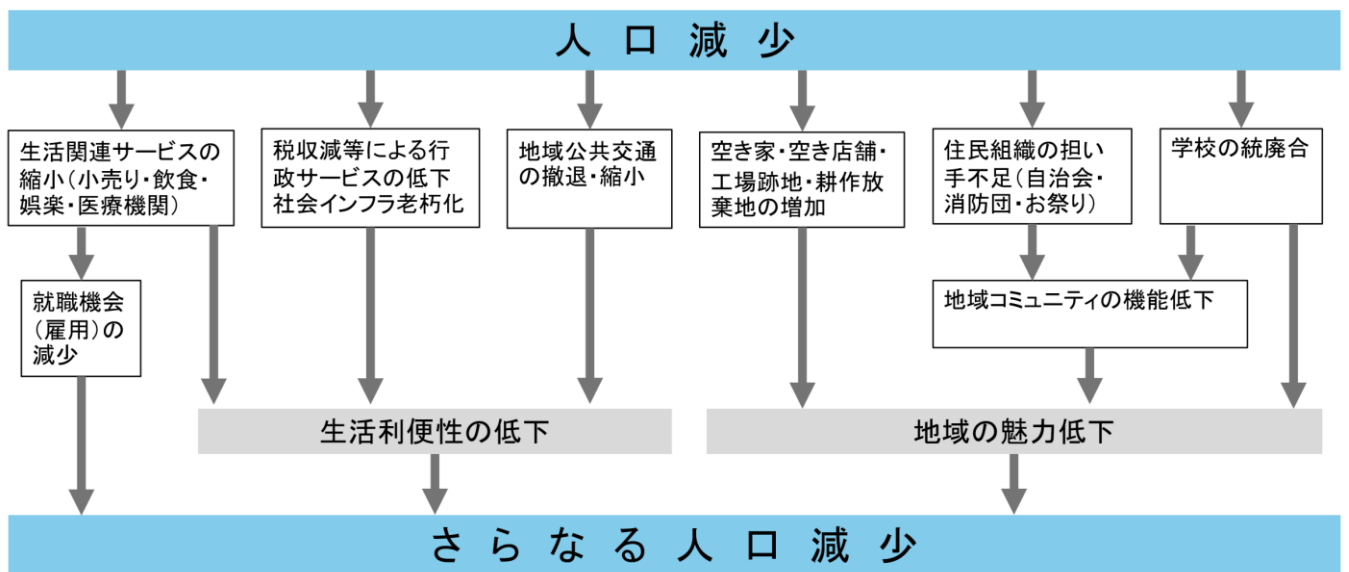 人口減少
生活関連サービスの
縮小(小売り・飲食・
娯楽・医療機関)
税収減等による行
政サービスの低下
社会インフラ老朽化
地域公共交通
の撤退・縮小
空き家・空き店舗・
工場跡地・耕作放
棄地の増加
住民組織の担い
手不足(自治会・
消防団・お祭り)
学校の統廃合
就職機会
(雇用)の
減少
地域コミュニティの機能低下
生活利便性の低下
地域の魅力低下
さらなる人口減少